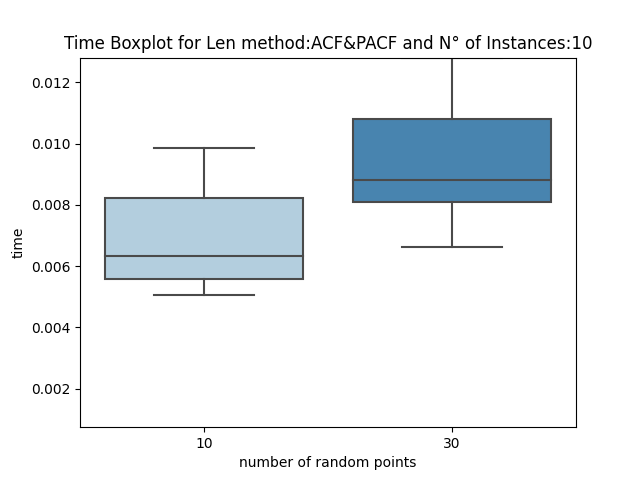 Time Boxplot for Len method:ACF&PACF and N° of Instances:10
0.012
0.010
0.008
0.006
0.004
0.002
time
10
30
number of random points